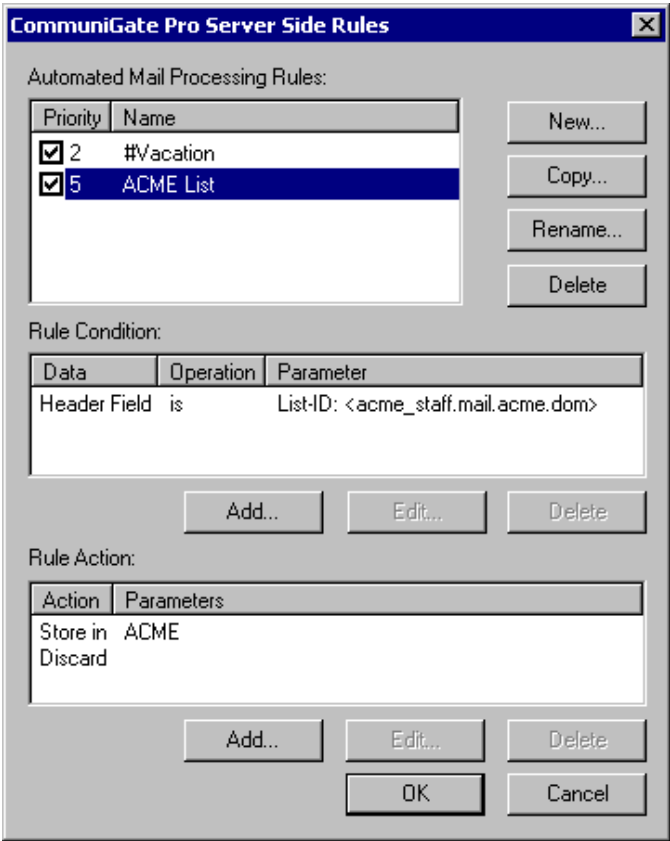 CommuniGate Pro Server Side Rules
Automated Mail Processing Rules:
Priority Name
2 #Vacation
5 ACME List
New...
Copy...
Rename...
Delete
Rule Condition:
Data Operation Parameter
Header Field is List-ID: <acme_staff.mail.acme.dom>
Add... Edit... Delete
Rule Action:
Action Parameters
Store in ACME
Discard
Add... Edit... Delete
OK Cancel